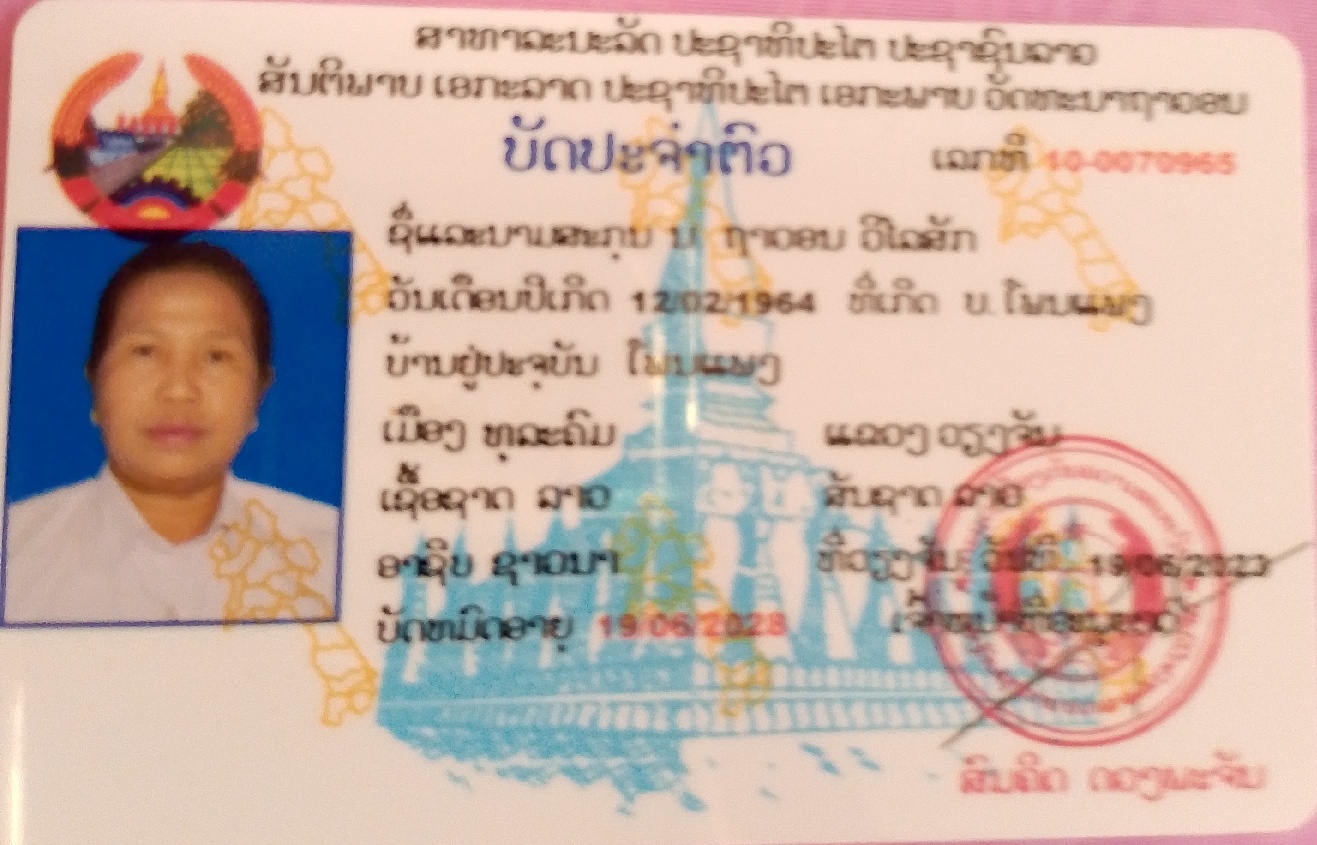 ສາທາລະນະລັດ ປະຊາທິປະໄຕ ປະຊາຊົນລາວ
ສັນຕິພາບ ເອກະລາດ ປະຊາທິປະໄຕ ເອກະພາບ ວັດທະນາຖາວອນ
ບັດປະຈຳຕົວ
ເລກທີ 10-0070965
ຊື່ແລະນາມສະກຸນ ນ ຖາວອນ ວິໄລສັກ
ວັນເດືອນປີເກີດ 12/02/1964 ທີ່ເກີດ ບ. ໂພນແພງ
ບ້ານຢູ່ປະຈຸບັນ ໂພນແພງ
ເມືອງ ທຸລະຄົມ ແຂວງ ວຽງຈັນ
ເຊື້ອຊາດ ລາວ ສັນຊາດ ລາວ
ອາຊີບ ຊາວນາ ທີ່ວຽງຈັນ ວັນທີ 19/06/2023
ບັດຫມົດອາຍຸ 19/06/2028